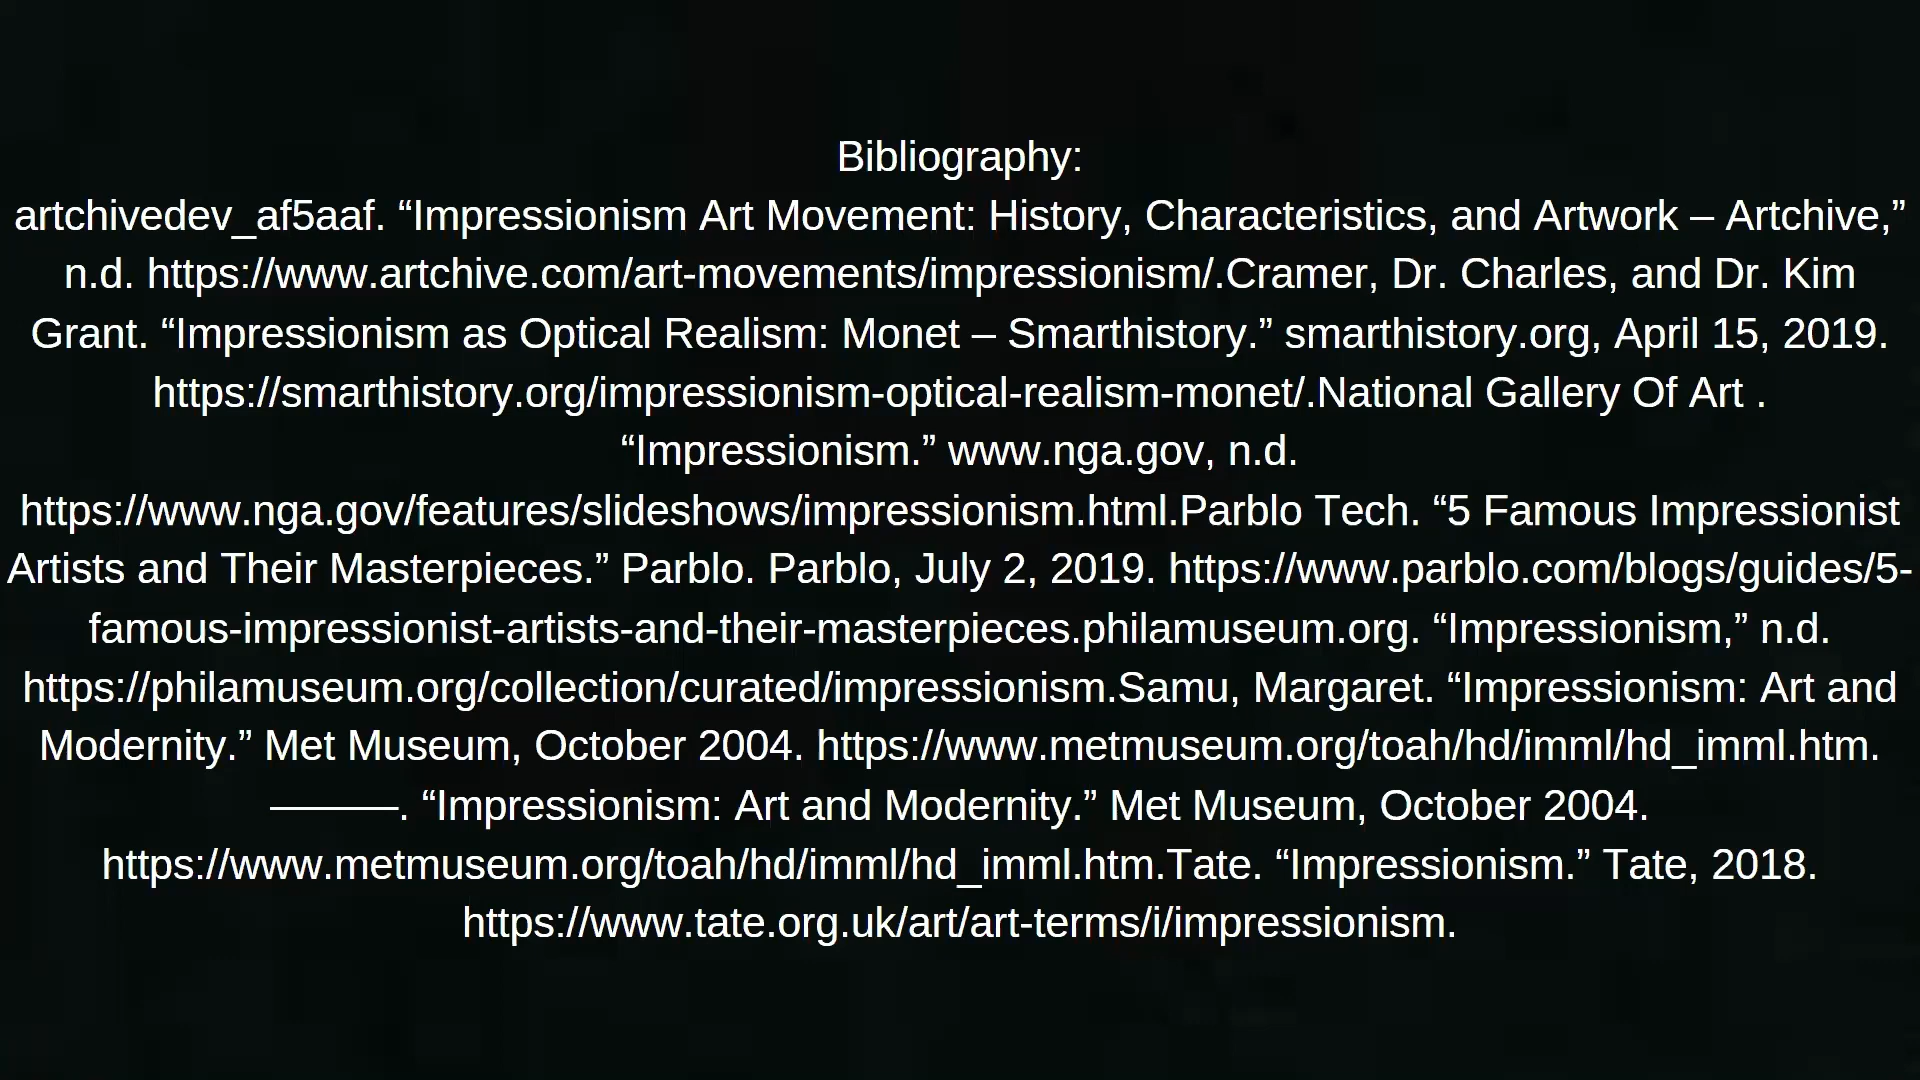 Bibliography:
artchivedev_af5aaf. “Impressionism Art Movement: History, Characteristics, and Artwork – Artchive,”
n.d. https://www.artchive.com/art-movements/impressionism/.Cramer, Dr. Charles, and Dr. Kim
Grant. “Impressionism as Optical Realism: Monet – Smarthistory.” smarthistory.org, April 15, 2019.
https://smarthistory.org/impressionism-optical-realism-monet/.National Gallery Of Art .
“Impressionism.” www.nga.gov, n.d.
https://www.nga.gov/features/slideshows/impressionism.html.Parblo Tech. “5 Famous Impressionist
Artists and Their Masterpieces.” Parblo. Parblo, July 2, 2019. https://www.parblo.com/blogs/guides/5-
famous-impressionist-artists-and-their-masterpieces.philamuseum.org. “Impressionism,” n.d.
https://philamuseum.org/collection/curated/impressionism.Samu, Margaret. “Impressionism: Art and
Modernity.” Met Museum, October 2004. https://www.metmuseum.org/toah/hd/imml/hd_imml.htm.
———. “Impressionism: Art and Modernity.” Met Museum, October 2004.
https://www.metmuseum.org/toah/hd/imml/hd_imml.htm.Tate. “Impressionism.” Tate, 2018.
https://www.tate.org.uk/art/art-terms/i/impressionism.